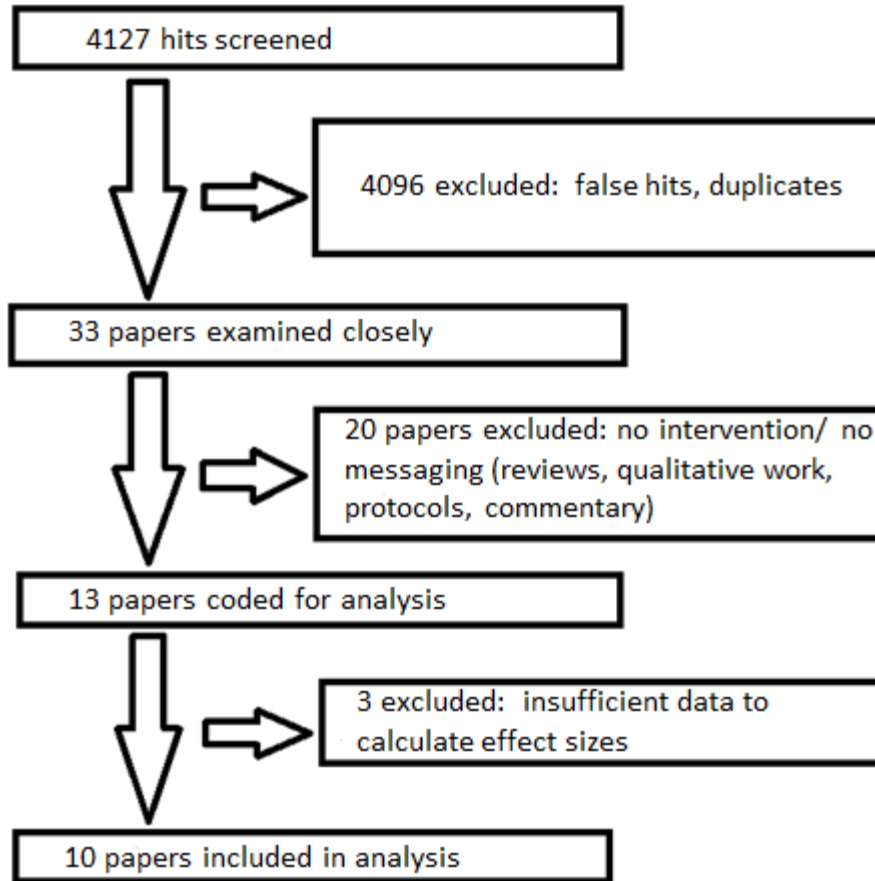 4127 hits screened
4096 excluded: false hits, duplicates
33 papers examined closely
20 papers excluded: no intervention/ no
messaging (reviews, qualitative work,
protocols, commentary)
13 papers coded for analysis
3 excluded: insufficient data to
calculate effect sizes
10 papers included in analysis